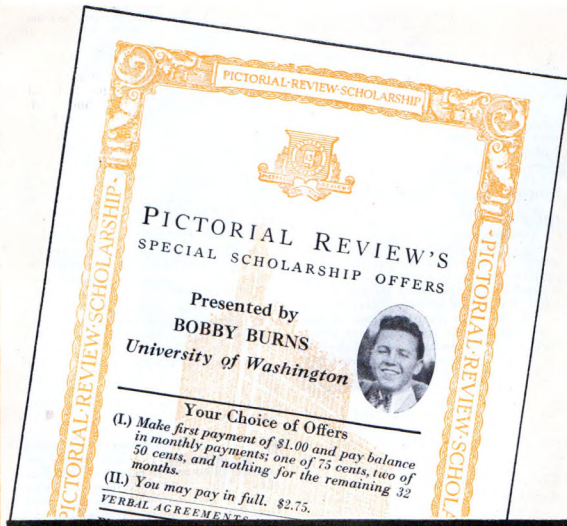 PICTORIAL·REVIEW·SCHOLARSHIP
PICTORIAL REVIEW'S
SPECIAL SCHOLARSHIP OFFERS
Presented by
BOBBY BURNS
University of Washington
Your Choice of Offers
(I.) Make first payment of $1.00 and pay balance
in monthly payments; one of 75 cents, two of
50 cents, and nothing for the remaining 32
months.
(II.) You may pay in full. $2.75.
VERBAL AGREEMENTS
PICTORIAL·REVIEW·SCHOLARSHIP·
·PICTORIAL·REVIEW·SCHOLA